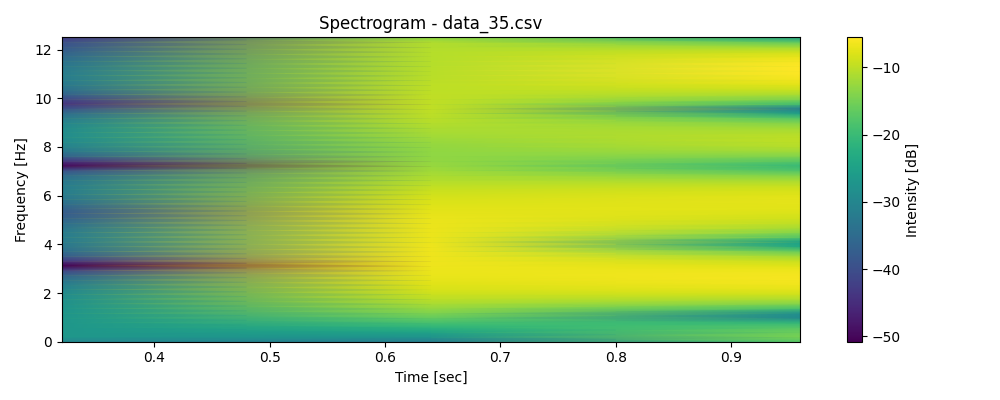 Spectrogram - data_35.csv
12
10
8
6
4
2
0
Frequency [Hz]
0.4 0.5 0.6 0.7 0.8 0.9
Time [sec]
−10
−20
−30
−40
−50
Intensity [dB]